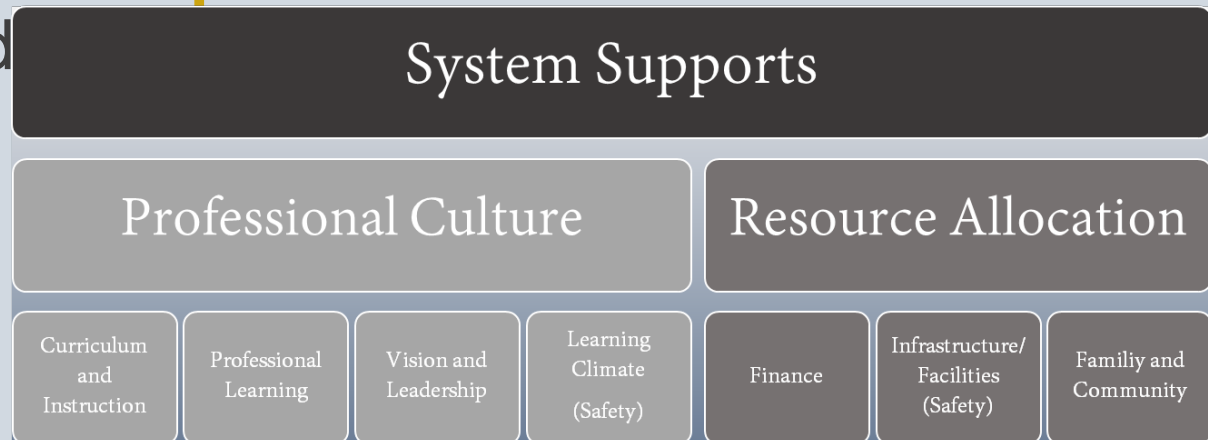 d
System Supports
Professional Culture
Resource Allocation
Curriculum
and
Instruction
Professional
Learning
Vision and
Leadership
Learning
Climate
(Safety)
Finance
Infrastructure/
Facilities
(Safety)
Familiy and
Community